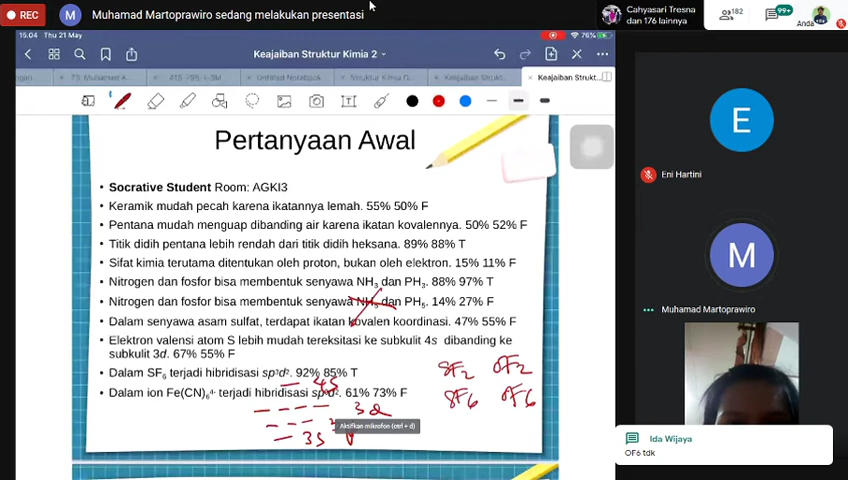 REC
M
Muhamad Martoprawiro sedang melakukan presentasi
Cahyasari Tresna
dan 176 lainnya
182
99+
Anda
15.04 Thu 21 May
76%
Keajaiban Struktur Kimia 2
Untitled Notebook
Keajaiban Strukt...
Pertanyaan Awal
• Socrative Student Room: AGKI3
• Keramik mudah pecah karena ikatannya lemah. 55% 50% F
• Pentana mudah menguap dibanding air karena ikatan kovalennya. 50% 52% F
• Titik didih pentana lebih rendah dari titik didih heksana. 89% 88% T
• Sifat kimia terutama ditentukan oleh proton, bukan oleh elektron. 15% 11% F
• Nitrogen dan fosfor bisa membentuk senyawa NH₃ dan PH₃. 88% 97% T
• Nitrogen dan fosfor bisa membentuk senyawa NH₅ dan PH₅. 14% 27% F
• Dalam senyawa asam sulfat, terdapat ikatan kovalen koordinasi. 47% 55% F
• Elektron valensi atom S lebih mudah tereksitasi ke subkulit 4s dibanding ke
subkulit 3d. 67% 55% F
• Dalam SF₆ terjadi hibridisasi sp³d². 92% 85% T
• Dalam ion Fe(CN)₆⁴⁻ terjadi hibridisasi sp³d². 61% 73% F
SF₂ OF₂
SF₆ OF₆
4s
3d
3s
Aksifkan mikrofon (ctrl + d)
E
Eni Hartini
M
Muhamad Martoprawiro
Ida Wijaya
OF6 tdk